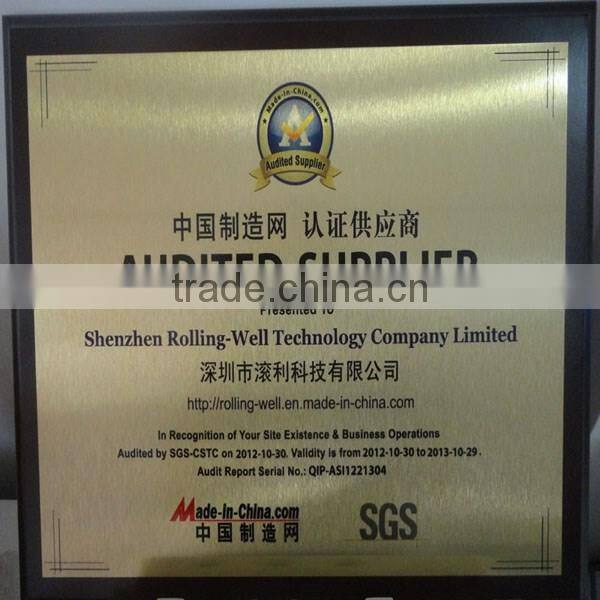 Made-in-China.com
Audited Supplier
中国制造网 认证供应商
AUDITED SUPPLIER
trade.china.cn
Presented To
Shenzhen Rolling-Well Technology Company Limited
深圳市滚利科技有限公司
http://rolling-well.en.made-in-china.com
In Recognition of Your Site Existence & Business Operations
Audited by SGS-CSTC on 2012-10-30. Validity is from 2012-10-30 to 2013-10-29.
Audit Report Serial No.: QIP-ASI1221304
Made-in-China.com
中国制造网
SGS